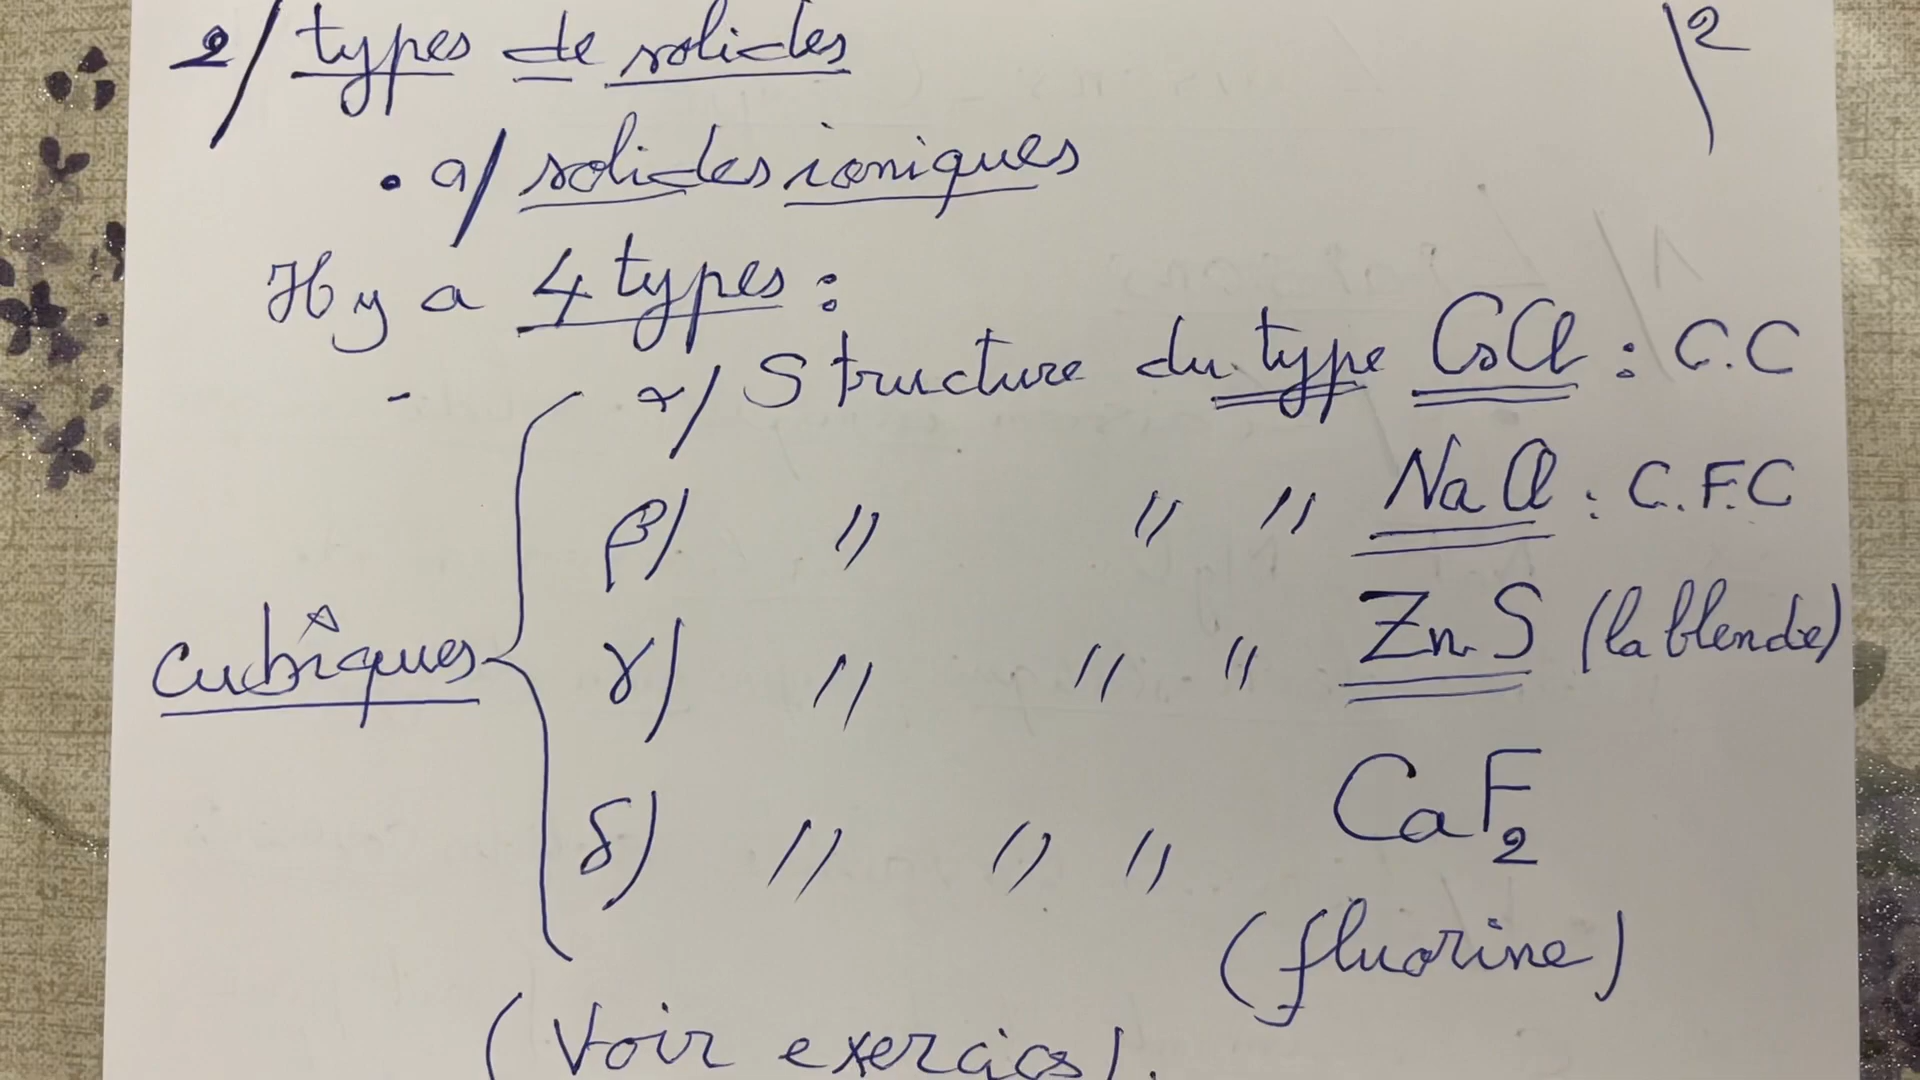 2/ types de solides
2
• a/ solides ioniques
Il y a 4 types :
- α/ Structure du type CsCl : C.C
β/ " " " NaCl : C.F.C
Cubiques
γ/ " " " ZnS (la blende)
δ/ " " " CaF₂
(fluorine)
(Voir exercices).